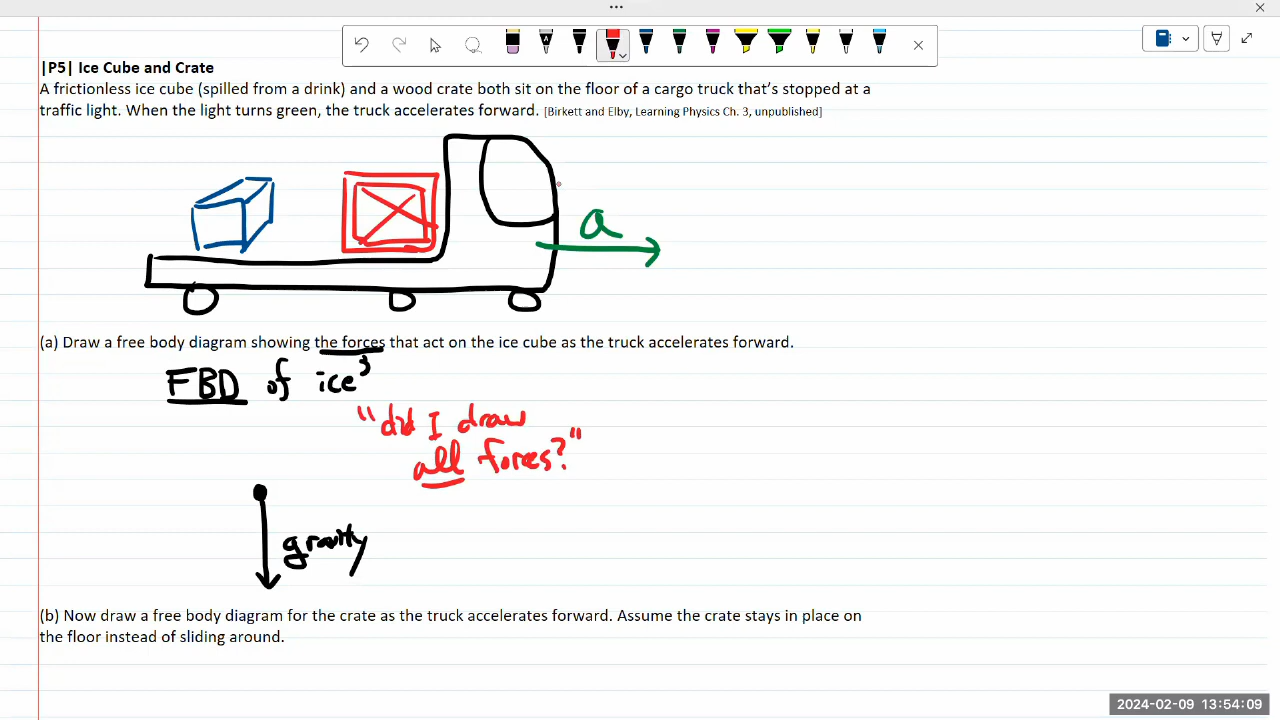 |P5| Ice Cube and Crate
A frictionless ice cube (spilled from a drink) and a wood crate both sit on the floor of a cargo truck that's stopped at a
traffic light. When the light turns green, the truck accelerates forward. [Birkett and Elby, Learning Physics Ch. 3, unpublished]
a
(a) Draw a free body diagram showing the forces that act on the ice cube as the truck accelerates forward.
FBD of ice³
"did I draw
all forces?"
gravity
(b) Now draw a free body diagram for the crate as the truck accelerates forward. Assume the crate stays in place on
the floor instead of sliding around.
2024-02-09 13:54:09